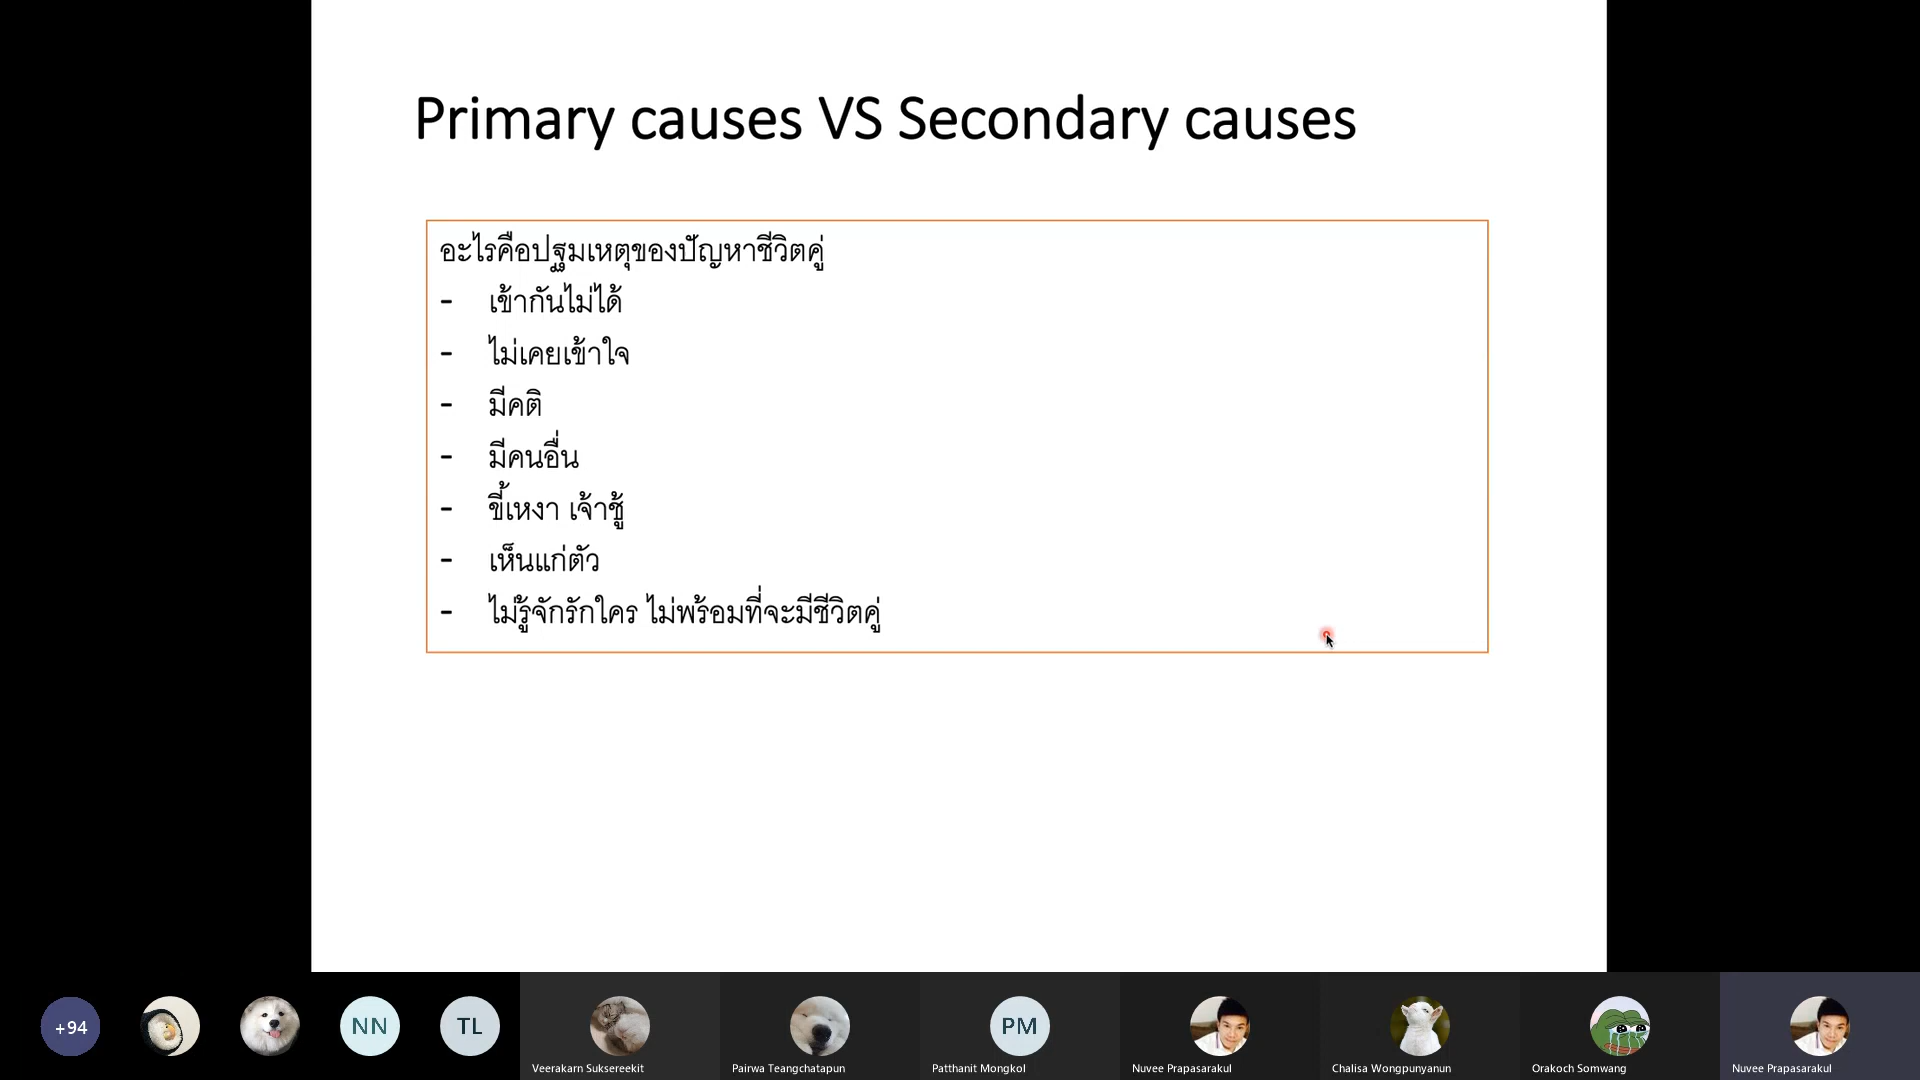 Primary causes VS Secondary causes
อะไรคือปฐมเหตุของปัญหาชีวิตคู่
- เข้ากันไม่ได้
- ไม่เคยเข้าใจ
- มีคติ
- มีคนอื่น
- ขี้เหงา เจ้าชู้
- เห็นแก่ตัว
- ไม่รู้จักรักใคร ไม่พร้อมที่จะมีชีวิตคู่
+94
NN
TL
PM
Veerakarn Suksereekit
Pairwa Teangchatapun
Patthanit Mongkol
Nuvee Prapasarakul
Chalisa Wongpunyanun
Orakoch Somwang
Nuvee Prapasarakul